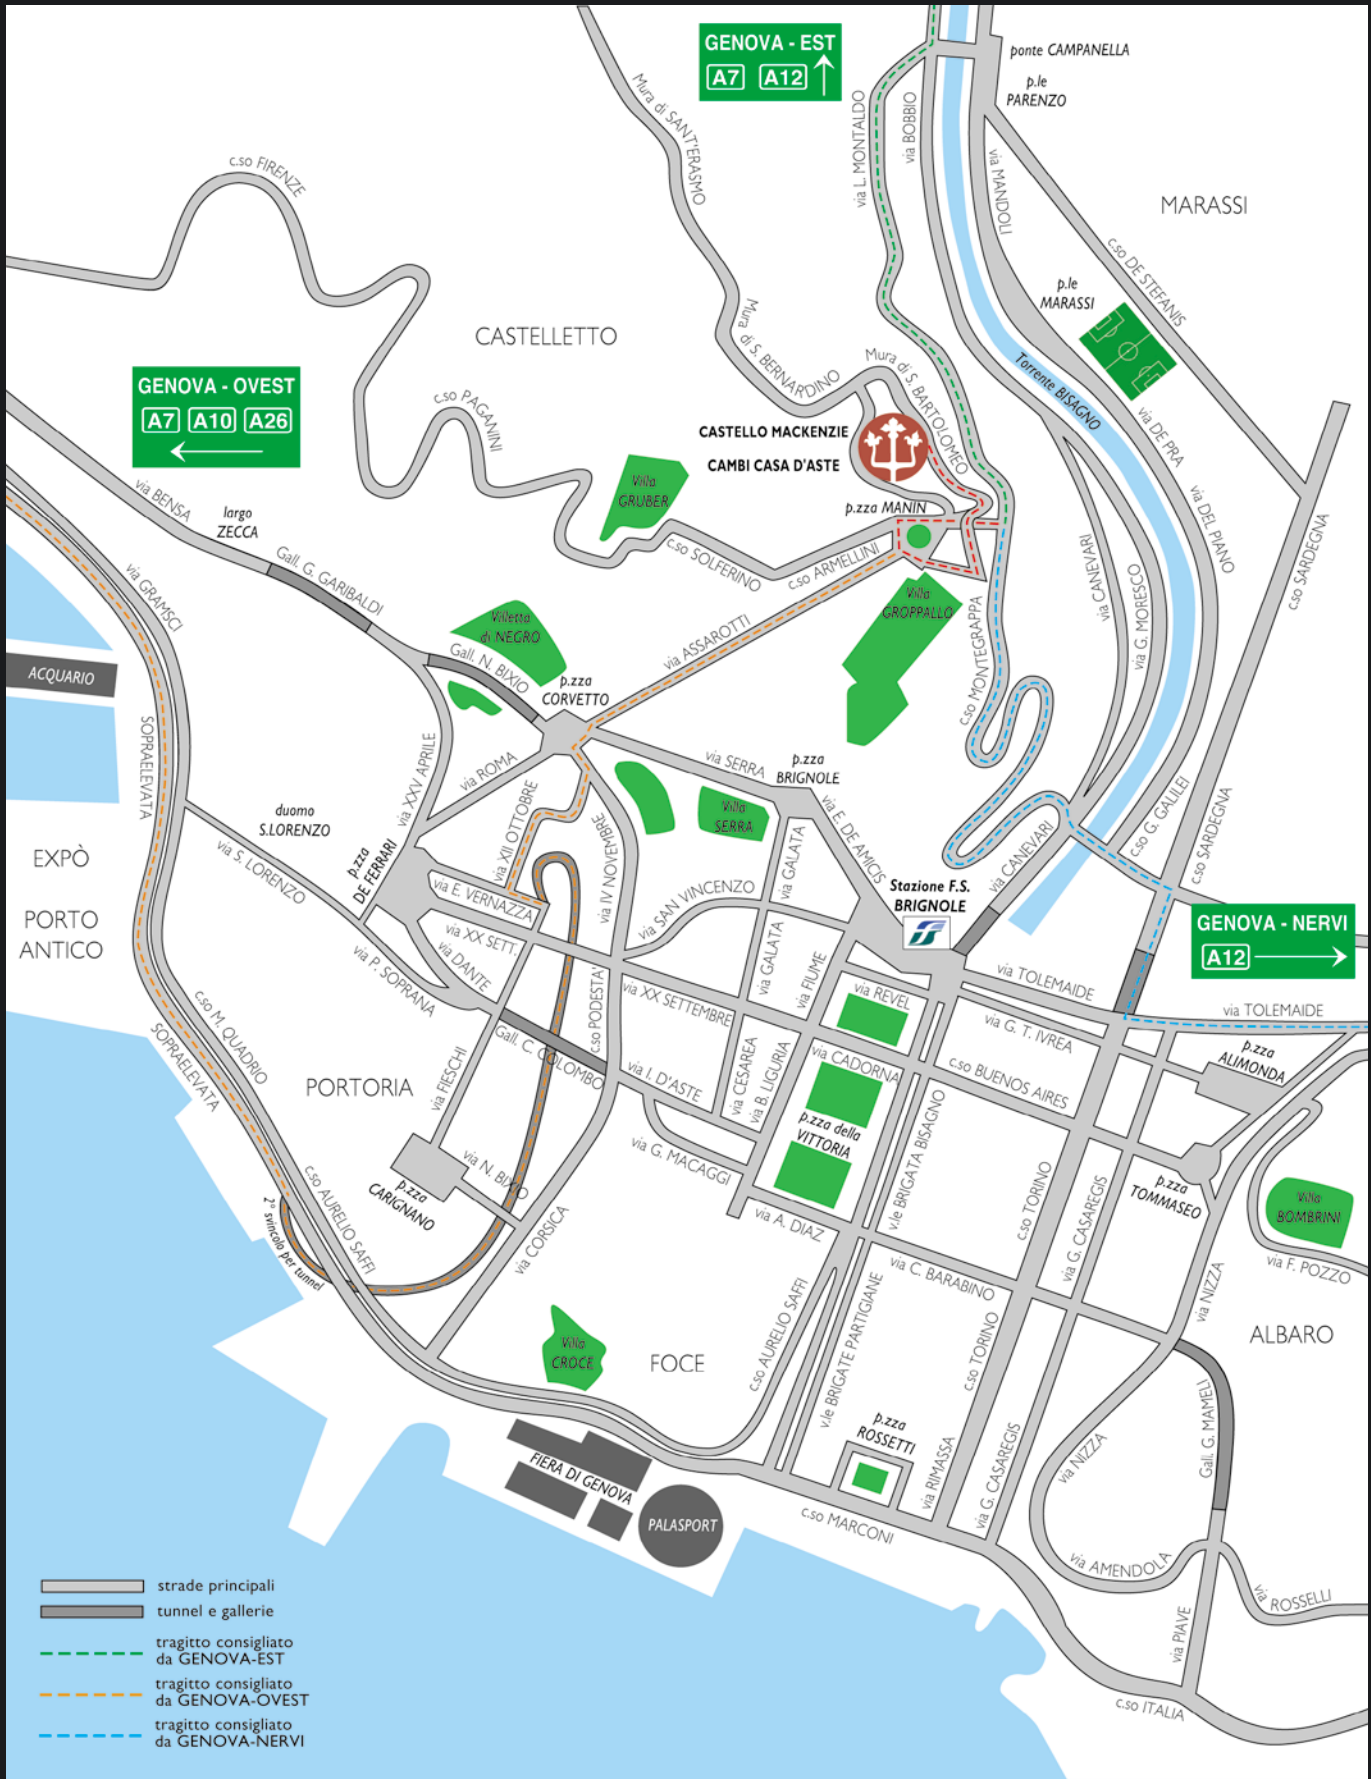 GENOVA - EST
A7 A12
ponte CAMPANELLA
p.le
PARENZO
via L. MONTALDO
via BOBBIO
via MANDOLI
Mura di SANT'ERASMO
c.so FIRENZE
MARASSI
c.so DE STEFANIS
p.le
MARASSI
CASTELLETTO
Mura di S. BERNARDINO
Mura di S. BARTOLOMEO
Torrente BISAGNO
GENOVA - OVEST
A7 A10 A26
c.so PAGANINI
CASTELLO MACKENZIE
CAMBI CASA D'ASTE
via DE PRA
via BENSA
largo
ZECCA
Villa
GRUBER
p.zza MANIN
via DEL PIANO
c.so SARDEGNA
Gall. G. GARIBALDI
c.so SOLFERINO
c.so ARMELLINI
via CANEVARI
via G. MORESCO
via GRAMSCI
Villetta
di NEGRO
Villa
GROPPALLO
c.so MONTEGRAPPA
via ASSAROTTI
Gall. N. BIXIO
ACQUARIO
p.zza
CORVETTO
SOPRAELEVATA
via XXV APRILE
via ROMA
via SERRA
p.zza
BRIGNOLE
Villa
SERRA
via XII OTTOBRE
via IV NOVEMBRE
via E. DE AMICIS
via CANEVARI
c.so G. GALILEI
c.so SARDEGNA
duomo
S.LORENZO
via S. LORENZO
p.zza
DE FERRARI
via GALATA
EXPÒ
PORTO
ANTICO
via E. VERNAZZA
via SAN VINCENZO
Stazione F.S.
BRIGNOLE
GENOVA - NERVI
A12
via XX SETT.
via DANTE
via P. SOPRANA
via GALATA
via FIUME
via TOLEMAIDE
via TOLEMAIDE
via XX SETTEMBRE
via REVEL
via G. T. IVREA
c.so M. QUADRIO
c.so PODESTA'
Gall. C. COLOMBO
SOPRAELEVATA
via CESAREA
via B. LIGURIA
via CADORNA
c.so BUENOS AIRES
p.zza
ALIMONDA
PORTORIA
via FIESCHI
via I. D'ASTE
p.zza della
VITTORIA
v.le BRIGATA BISAGNO
via G. MACAGGI
via N. BIXIO
p.zza
CARIGNANO
c.so TORINO
via G. CASAREGIS
p.zza
TOMMASEO
Villa
BOMBRINI
c.so AURELIO SAFFI
2° svincolo per tunnel
via CORSICA
via A. DIAZ
via C. BARABINO
via F. POZZO
via NIZZA
ALBARO
Villa
CROCE
FOCE
c.so AURELIO SAFFI
v.le BRIGATE PARTIGIANE
c.so TORINO
Gall. G. MAMELI
p.zza
ROSSETTI
via NIZZA
FIERA DI GENOVA
PALASPORT
via RIMASSA
via G. CASAREGIS
c.so MARCONI
via AMENDOLA
via ROSSELLI
via PIAVE
c.so ITALIA
strade principali
tunnel e gallerie
tragitto consigliato
da GENOVA-EST
tragitto consigliato
da GENOVA-OVEST
tragitto consigliato
da GENOVA-NERVI